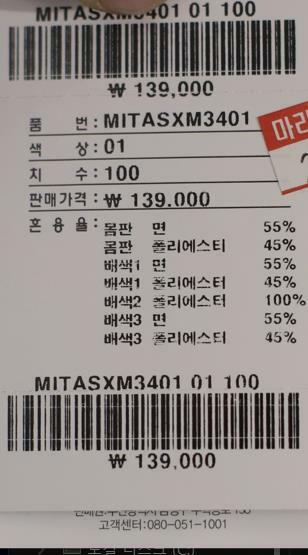 MITASXM3401 01 100
₩ 139,000
품 번 : MITASXM3401
색 상 : 01
치 수 : 100
판매가격 : ₩ 139.000
혼 용 율 : 몸판 면 55%
몸판 폴리에스터 45%
배색1 면 55%
배색1 폴리에스터 45%
배색2 폴리에스터 100%
배색3 면 55%
배색3 폴리에스터 45%
MITASXM3401 01 100
₩ 139,000
고객센터:080-051-1001